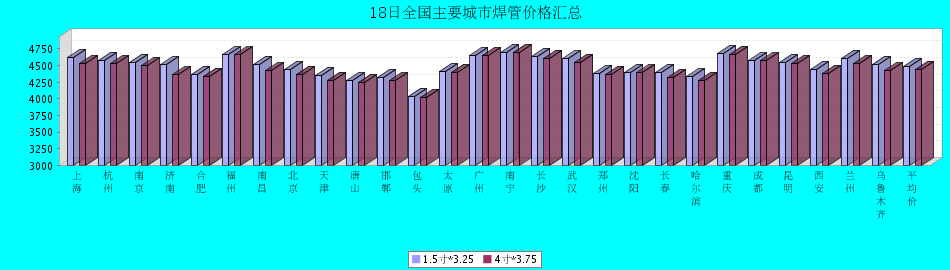 18日全国主要城市焊管价格汇总
4750
4500
4250
4000
3750
3500
3250
3000
上海 杭州 南京 济南 合肥 福州 南昌 北京 天津 唐山 邯郸 包头 太原 广州 南宁 长沙 武汉 郑州 沈阳 长春 哈尔滨 重庆 成都 昆明 西安 兰州 乌鲁木齐 平均价
1.5寸*3.25 4寸*3.75